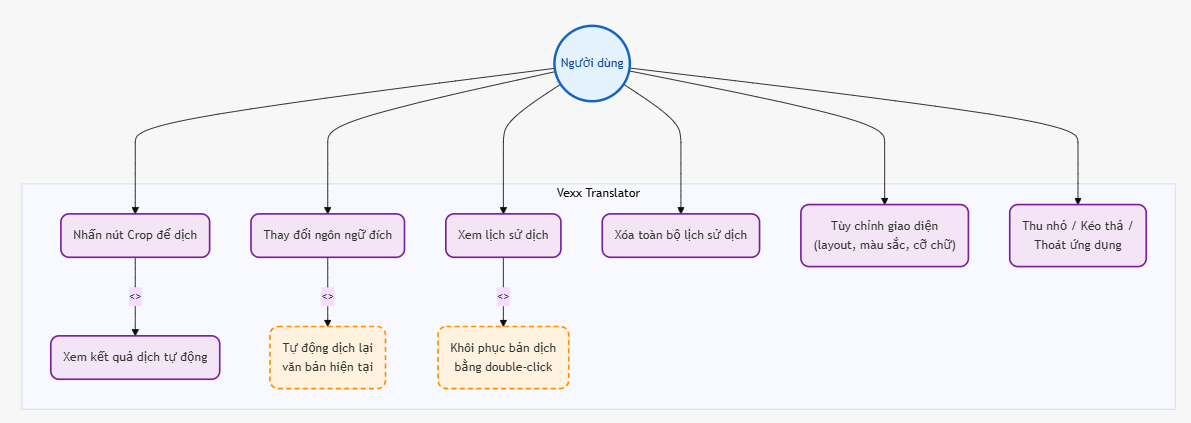 Người dùng
Vexx Translator
Nhấn nút Crop để dịch
Thay đổi ngôn ngữ đích
Xem lịch sử dịch
Xóa toàn bộ lịch sử dịch
Tùy chỉnh giao diện
(layout, màu sắc, cỡ chữ)
Thu nhỏ / Kéo thả /
Thoát ứng dụng
<>
<>
<>
Xem kết quả dịch tự động
Tự động dịch lại
văn bản hiện tại
Khôi phục bản dịch
bằng double-click